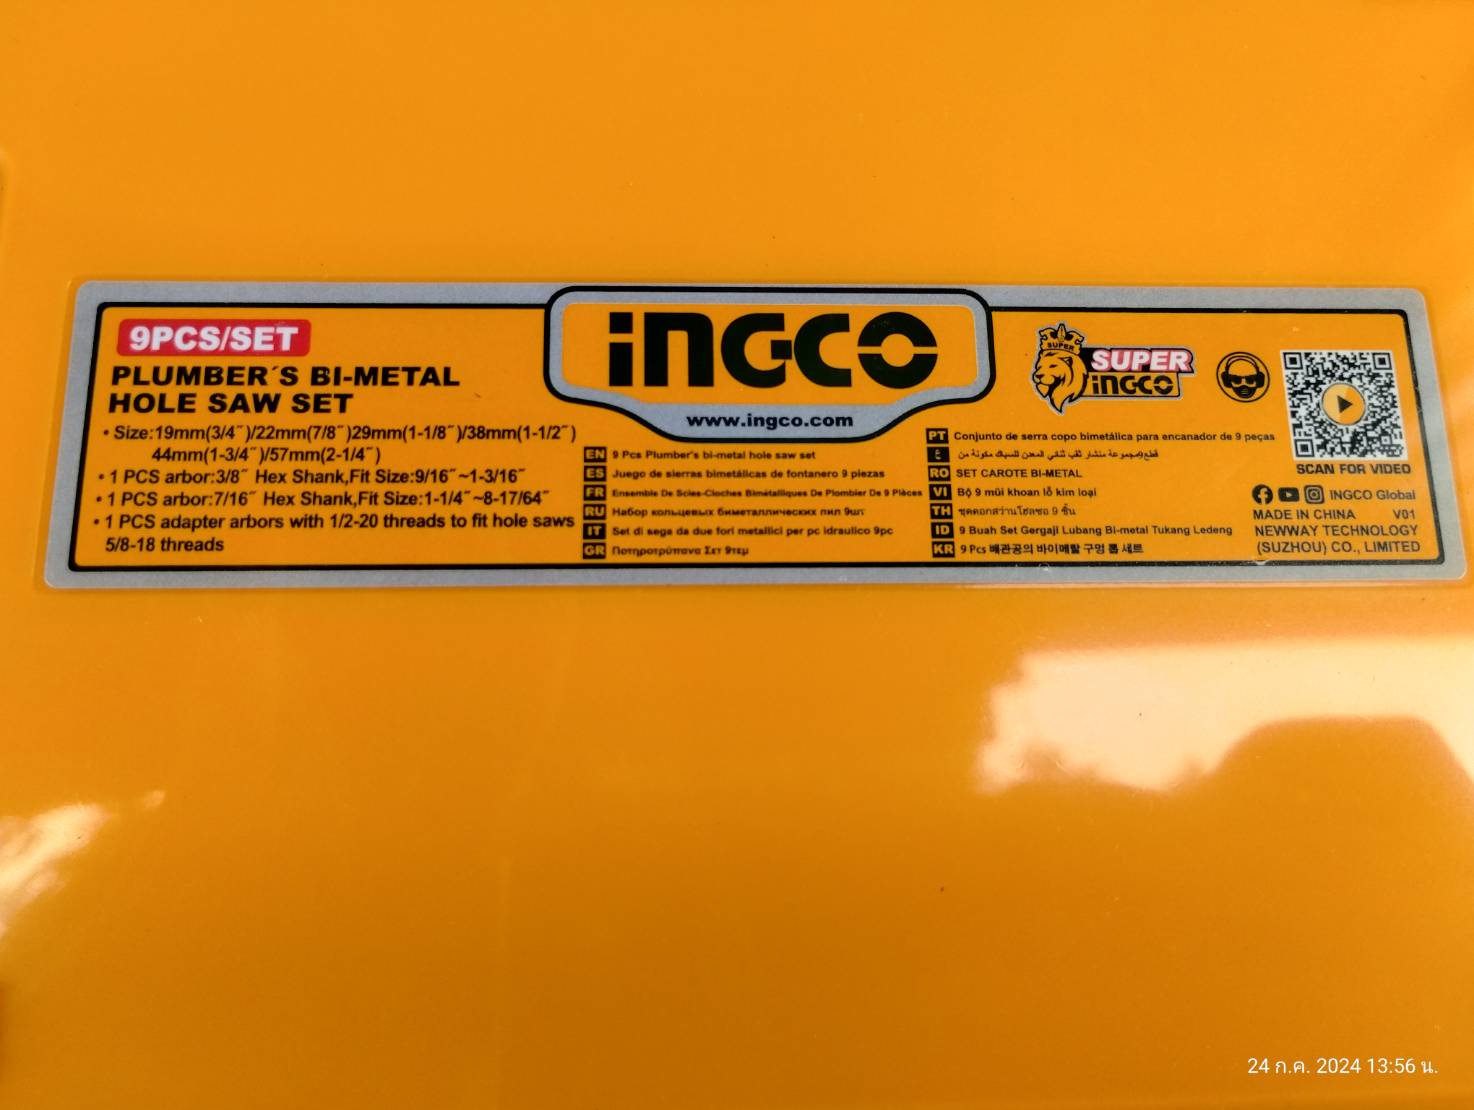 9PCS/SET
PLUMBER´S BI-METAL
HOLE SAW SET
• Size:19mm(3/4˝)/22mm(7/8˝)29mm(1-1/8˝)/38mm(1-1/2˝)
44mm(1-3/4˝)/57mm(2-1/4˝)
• 1 PCS arbor:3/8˝ Hex Shank,Fit Size:9/16˝~1-3/16˝
• 1 PCS arbor:7/16˝ Hex Shank,Fit Size:1-1/4˝~8-17/64˝
• 1 PCS adapter arbors with 1/2-20 threads to fit hole saws
5/8-18 threads
INGCO
www.ingco.com
EN 9 Pcs Plumber's bi-metal hole saw set
ES Juego de sierras bimetálicas de fontanero 9 piezas
FR Ensemble De Scies-Cloches Bimétalliques De Plombier De 9 Pièces
RU Набор кольцевых биметаллических пил 9шт
IT Set di sega da due fori metallici per pc idraulico 9pc
GR Ποτηροτρύπανα Σετ 9τεμ
SUPER
SUPER
INGCO
PT Conjunto de serra copo bimetálica para encanador de 9 peças
ع قطع(9مجموعة منشار ثقب ثنائي المعدن للسباك مكونة من
RO SET CAROTE BI-METAL
VI Bộ 9 mũi khoan lỗ kim loại
TH ชุดดอกสว่านโฮลซอ 9 ชิ้น
ID 9 Buah Set Gergaji Lubang Bi-metal Tukang Ledeng
KR 9 Pcs 배관공의 바이메탈 구멍 톱 세트
SCAN FOR VIDEO
INGCO Global
MADE IN CHINA V01
NEWWAY TECHNOLOGY
(SUZHOU) CO., LIMITED
24 ก.ค. 2024 13:56 น.